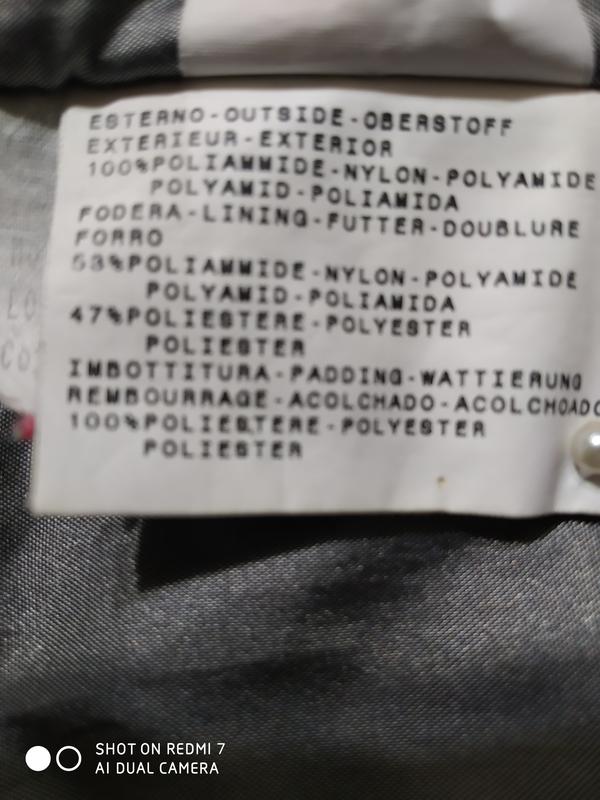 ESTERNO-OUTSIDE-OBERSTOFF
EXTERIEUR-EXTERIOR
100%POLIAMMIDE-NYLON-POLYAMIDE
POLYAMID-POLIAMIDA
FODERA-LINING-FUTTER-DOUBLURE
FORRO
53%POLIAMMIDE-NYLON-POLYAMIDE
POLYAMID-POLIAMIDA
47%POLIESTERE-POLYESTER
POLIESTER
IMBOTTITURA-PADDING-WATTIERUNG
REMBOURRAGE-ACOLCHADO-ACOLCHOADO
100%POLIESTERE-POLYESTER
POLIESTER
SHOT ON REDMI 7
AI DUAL CAMERA